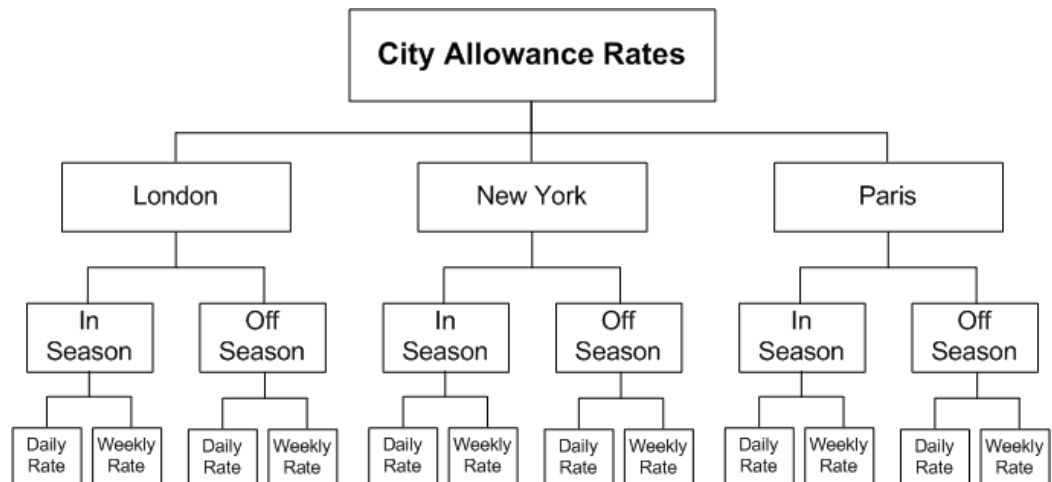 City Allowance Rates
London
New York
Paris
In
Season
Off
Season
In
Season
Off
Season
In
Season
Off
Season
Daily
Rate
Weekly
Rate
Daily
Rate
Weekly
Rate
Daily
Rate
Weekly
Rate
Daily
Rate
Weekly
Rate
Daily
Rate
Weekly
Rate
Daily
Rate
Weekly
Rate